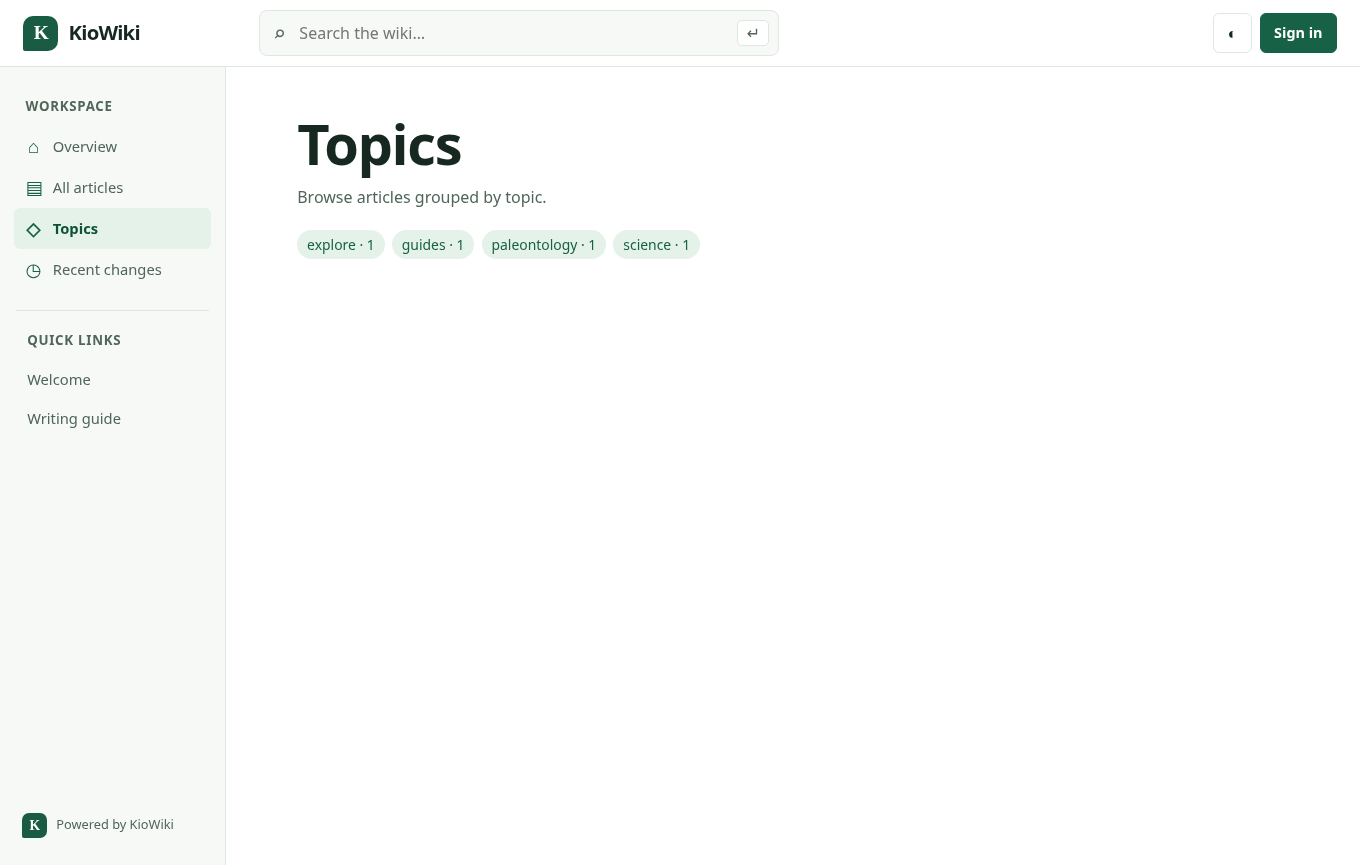 K KioWiki
Search the wiki...
Sign in
WORKSPACE
Overview
All articles
Topics
Recent changes
QUICK LINKS
Welcome
Writing guide
K Powered by KioWiki
Topics
Browse articles grouped by topic.
explore · 1 guides · 1 paleontology · 1 science · 1